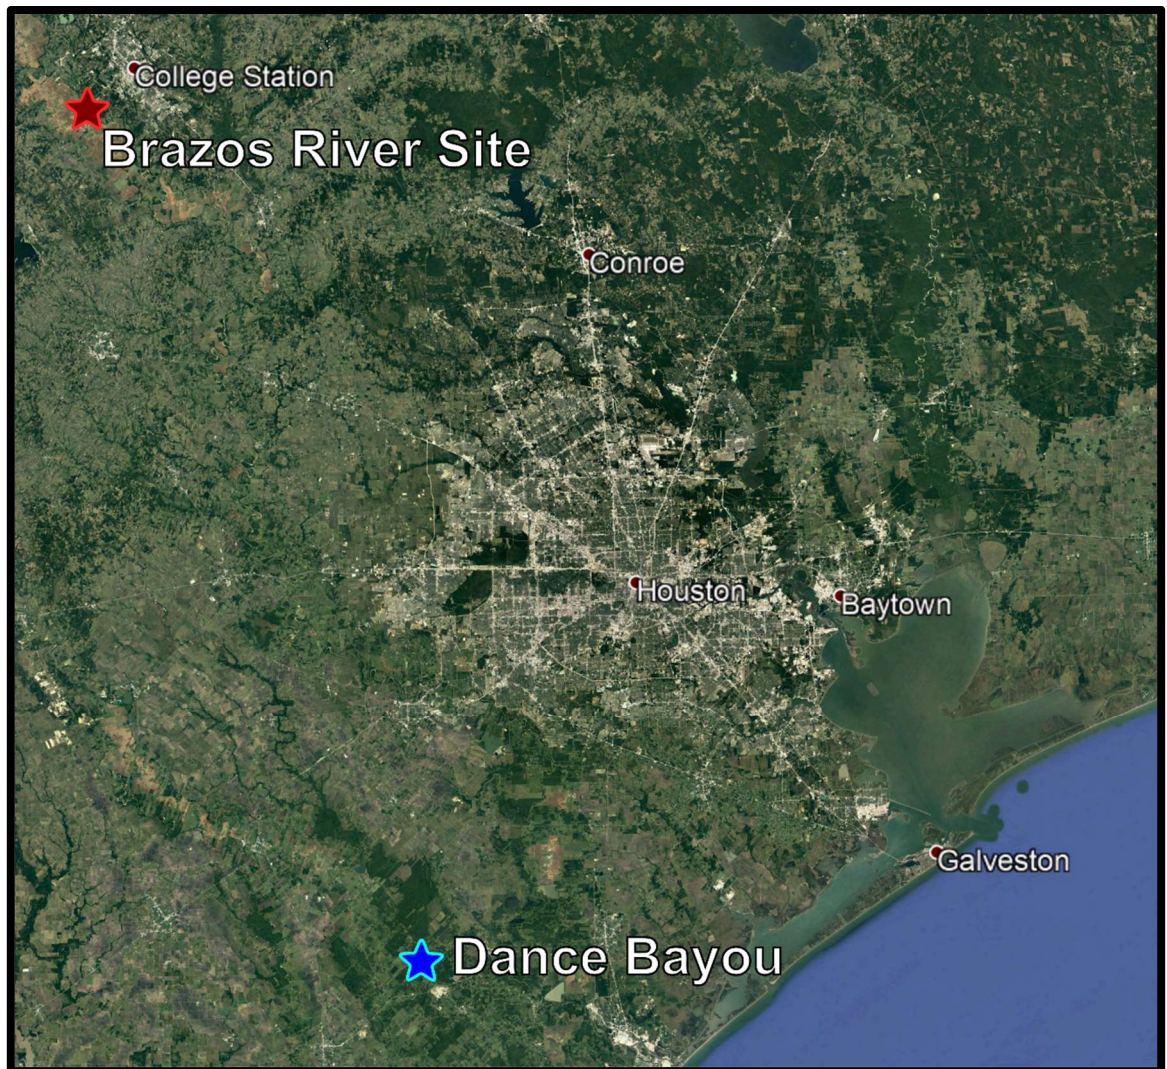 College Station
Brazos River Site
Conroe
Houston
Baytown
Galveston
Dance Bayou